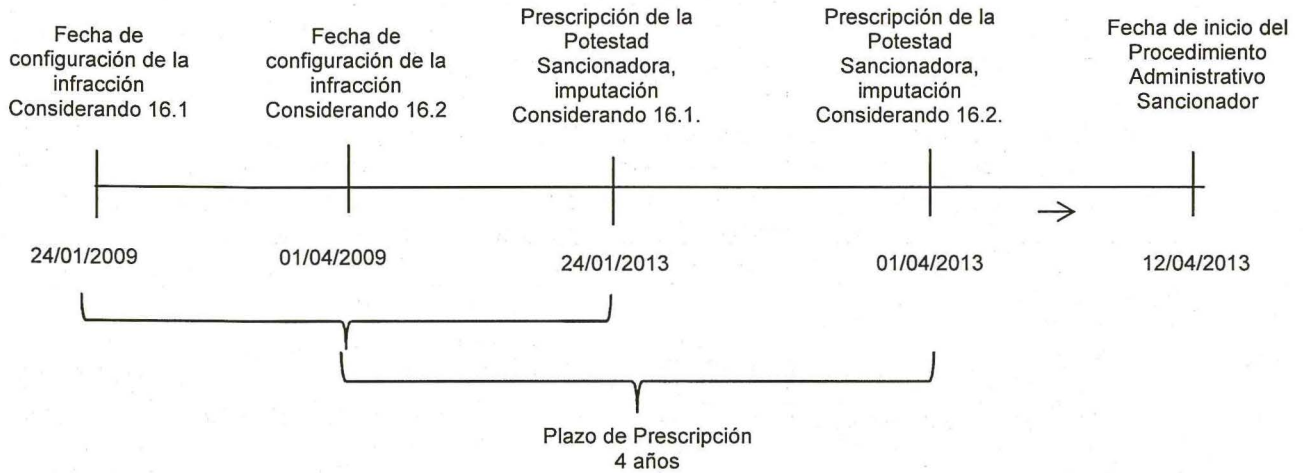 Fecha de
configuración de la
infracción
Considerando 16.1
Fecha de
configuración de la
infracción
Considerando 16.2
Prescripción de la
Potestad
Sancionadora,
imputación
Considerando 16.1.
Prescripción de la
Potestad
Sancionadora,
imputación
Considerando 16.2.
Fecha de inicio del
Procedimiento
Administrativo
Sancionador
24/01/2009
01/04/2009
24/01/2013
01/04/2013
12/04/2013
Plazo de Prescripción
4 años